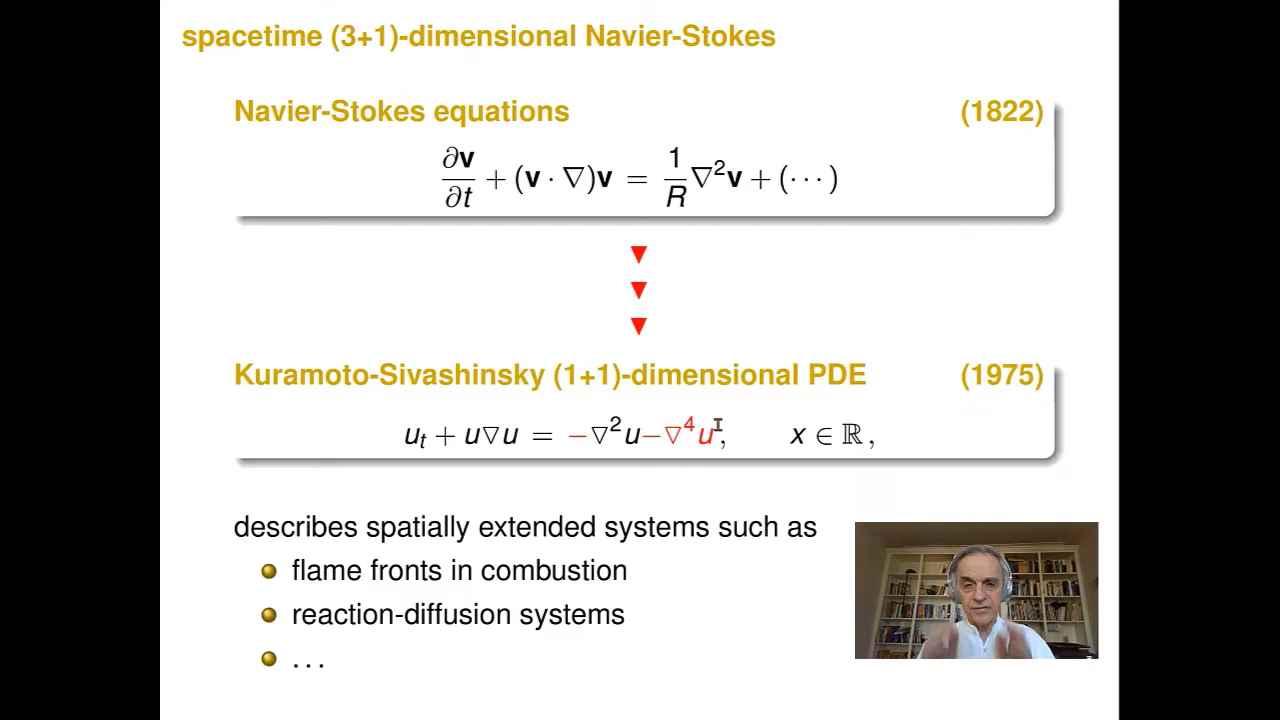 spacetime (3+1)-dimensional Navier-Stokes
Navier-Stokes equations (1822)
∂v/∂t + (v · ∇)v = 1/R ∇²v + (· · ·)
Kuramoto-Sivashinsky (1+1)-dimensional PDE (1975)
uₜ + u▽u = −▽²u−▽⁴u, x ∈ ℝ,
describes spatially extended systems such as
flame fronts in combustion
reaction-diffusion systems
. . .